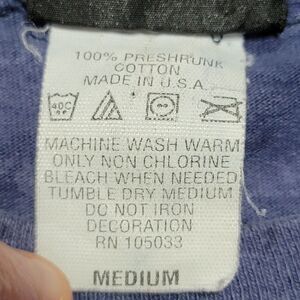 100% PRESHRUNK
COTTON
MADE IN U.S.A.
40C
MACHINE WASH WARM
ONLY NON CHLORINE
BLEACH WHEN NEEDED
TUMBLE DRY MEDIUM
DO NOT IRON
DECORATION
RN 105033
MEDIUM